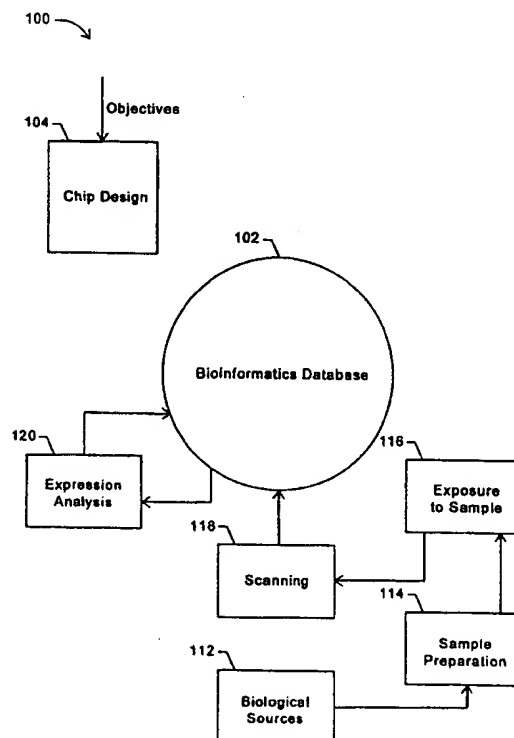 100
Objectives
104
Chip Design
102
Bioinformatics Database
120
Expression
Analysis
116
Exposure
to Sample
118
Scanning
114
Sample
Preparation
112
Biological
Sources